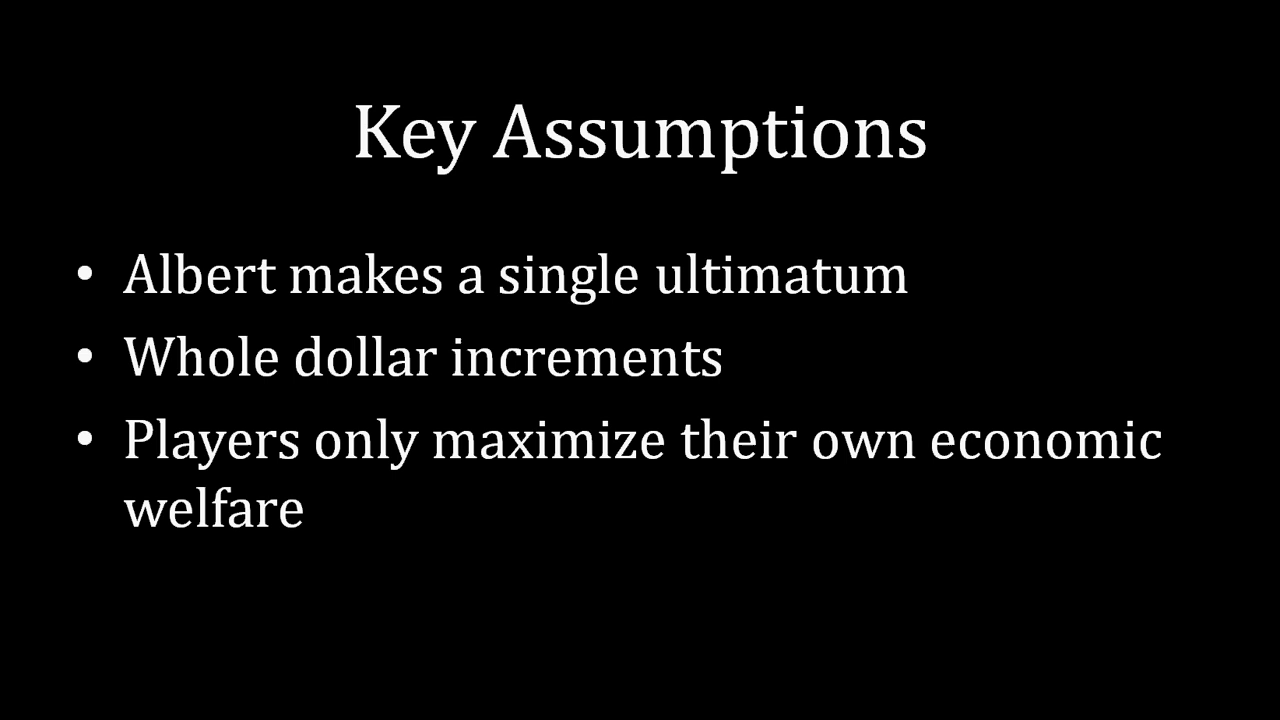 Key Assumptions
• Albert makes a single ultimatum
• Whole dollar increments
• Players only maximize their own economic
welfare